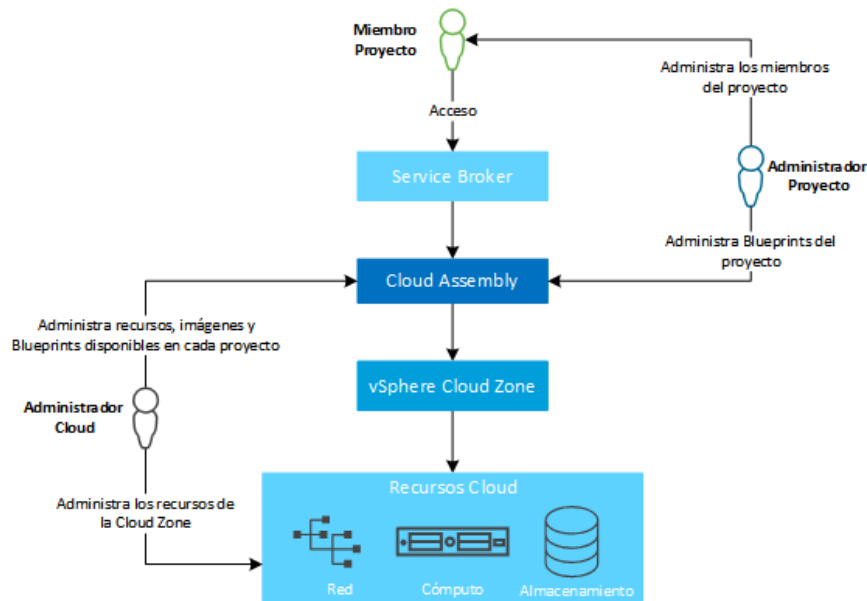 Miembro
Proyecto
Administra los miembros
del proyecto
Acceso
Service Broker
Administrador
Proyecto
Administra Blueprints del
proyecto
Cloud Assembly
Administra recursos, imágenes y
Blueprints disponibles en cada proyecto
vSphere Cloud Zone
Administrador
Cloud
Recursos Cloud
Administra los recursos de
la Cloud Zone
Red
Cómputo
Almacenamiento